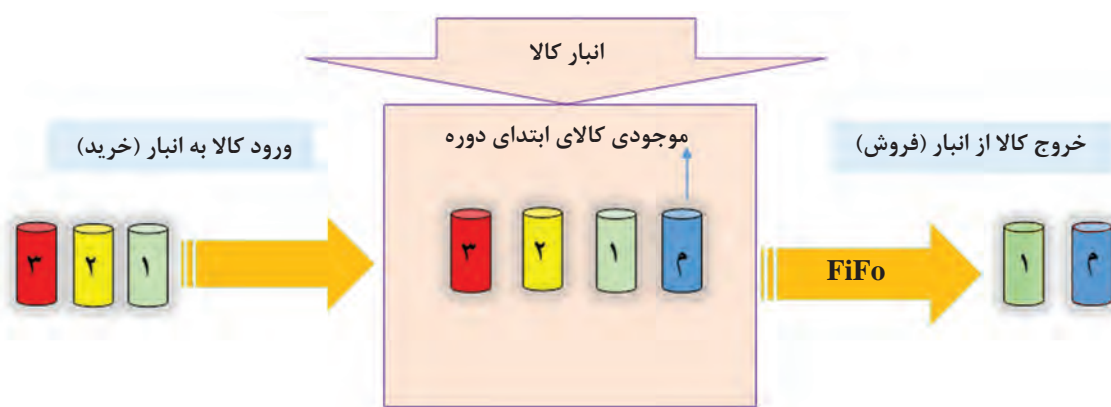 انبار کالا
موجودی کالای ابتدای دوره
خروج کالا از انبار (فروش)
ورود کالا به انبار (خرید)
م
۱
FiFo
م
۱
۲
۳
۱
۲
۳